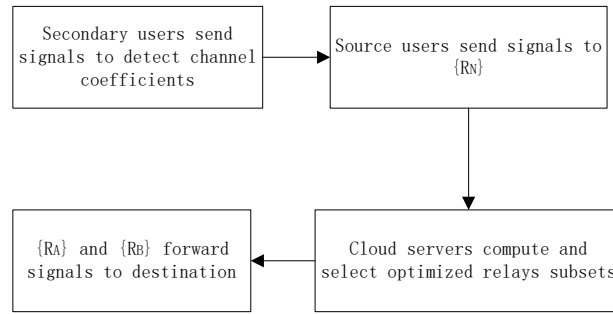 Secondary users send
signals to detect channel
coefficients
Source users send signals to
{RN}
Cloud servers compute and
select optimized relays subsets
{RA} and {RB} forward
signals to destination